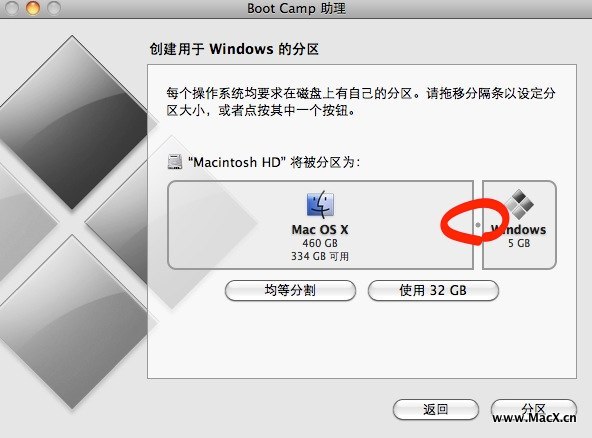 Boot Camp 助理
创建用于 Windows 的分区
每个操作系统均要求在磁盘上有自己的分区。请拖移分隔条以设定分
区大小，或者点按其中一个按钮。
“Macintosh HD” 将被分区为：
Mac OS X
460 GB
334 GB 可用
Windows
5 GB
均等分割
使用 32 GB
返回
分区
www.MacX.cn